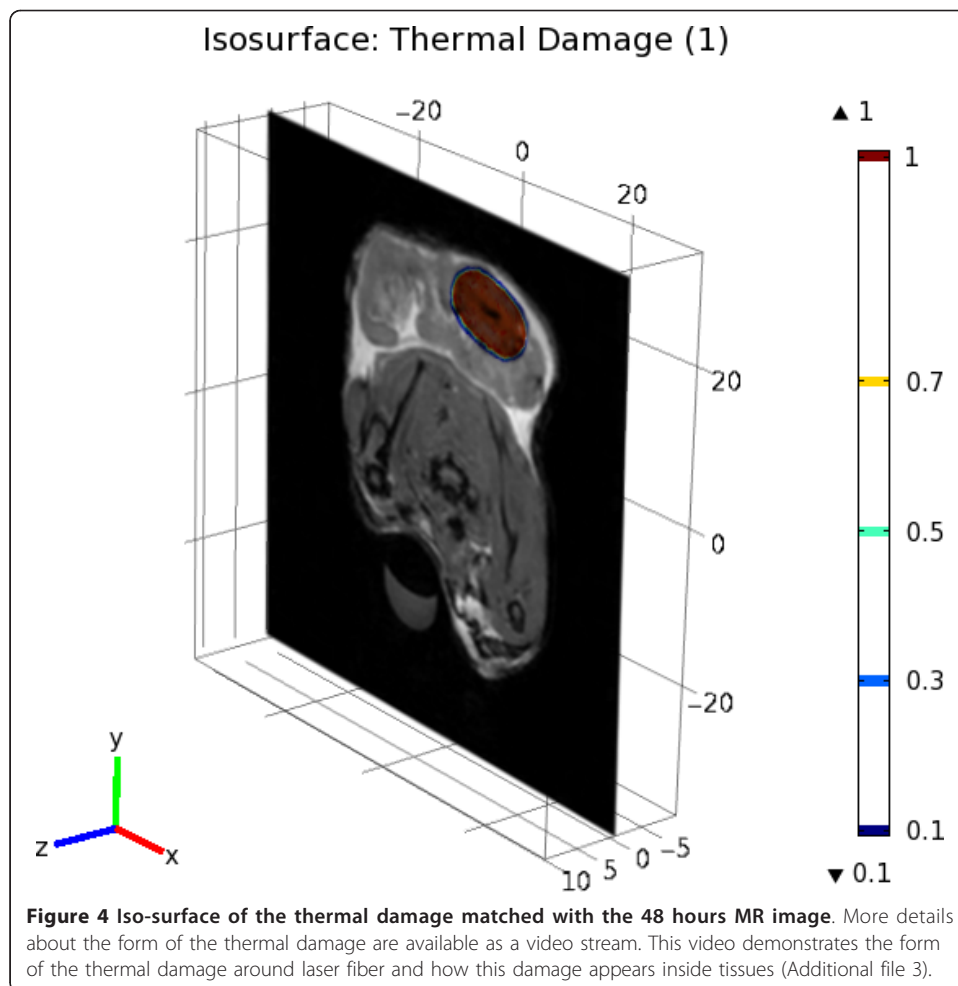 Isosurface: Thermal Damage (1)
−20
0
20
▲ 1
1
0.7
0.5
0.3
0.1
▼ 0.1
20
0
−20
y
z
x
10 5 0 −5
Figure 4 Iso-surface of the thermal damage matched with the 48 hours MR image. More details
about the form of the thermal damage are available as a video stream. This video demonstrates the form
of the thermal damage around laser fiber and how this damage appears inside tissues (Additional file 3).